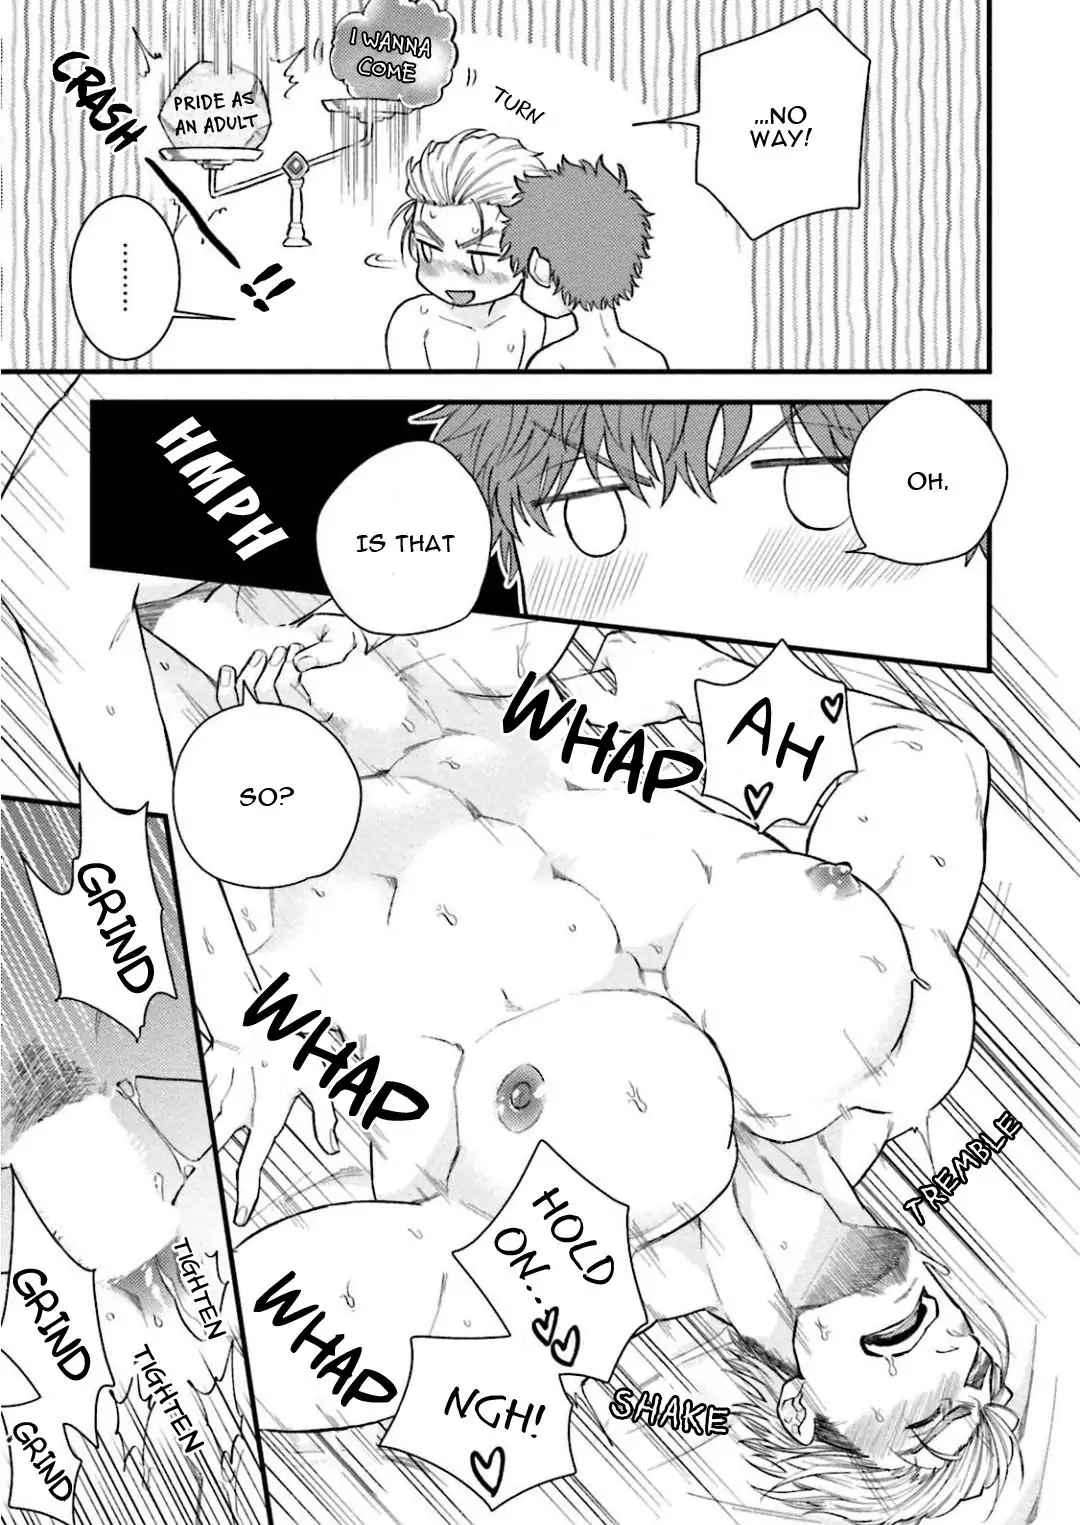 ...NO
WAY!
I WANNA
COME
PRIDE AS
AN ADULT
TURN
CRASH
!!
.........
OH.
IS THAT
HMPH
SO?
AH
WHAP
WHAP
WHAP
HOLD
ON...
NGH!
TREMBLE
SHAKE
GRIND
TIGHTEN
GRIND
TIGHTEN
GRIND